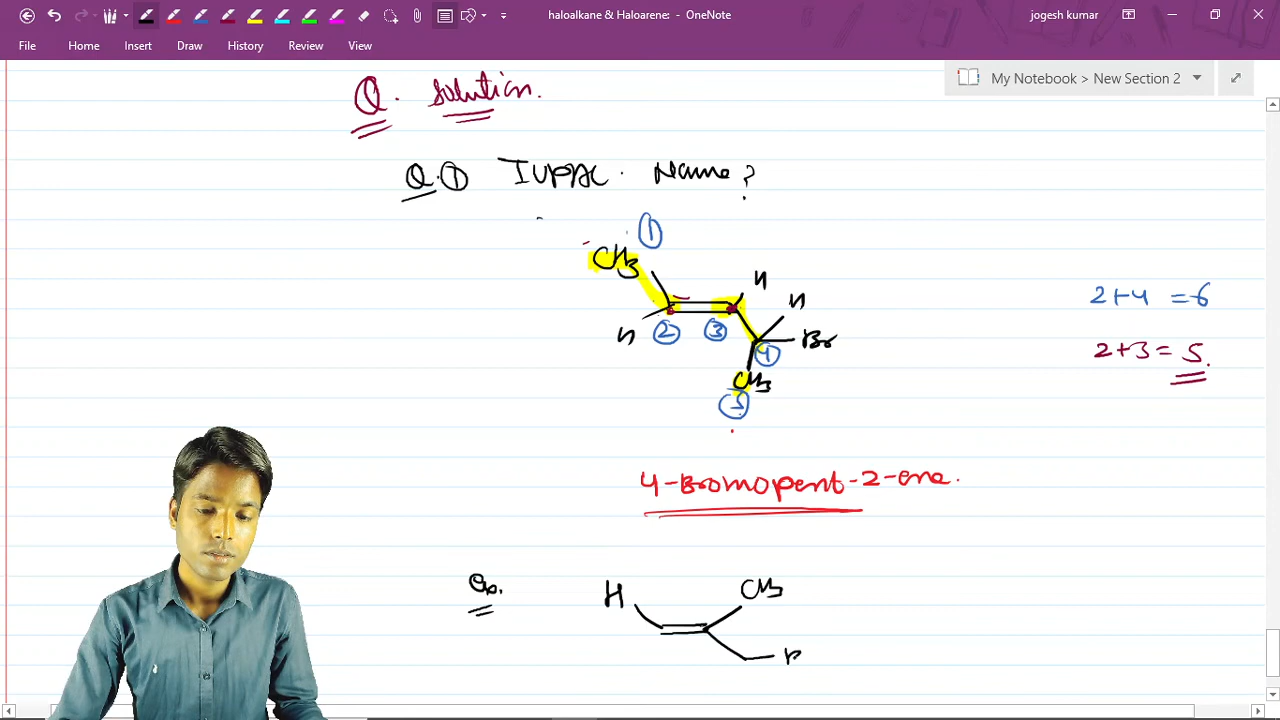 haloalkane & Haloarene: - OneNote
jogesh kumar
File Home Insert Draw History Review View
My Notebook > New Section 2
Q. Solution.
Q.① IUPAC. Name?
①
CH3
H
H
H ② ③ Br
④
CH3
⑤
2+4 = 6
2+3 = 5.
4-Bromopent-2-ene.
H CH3